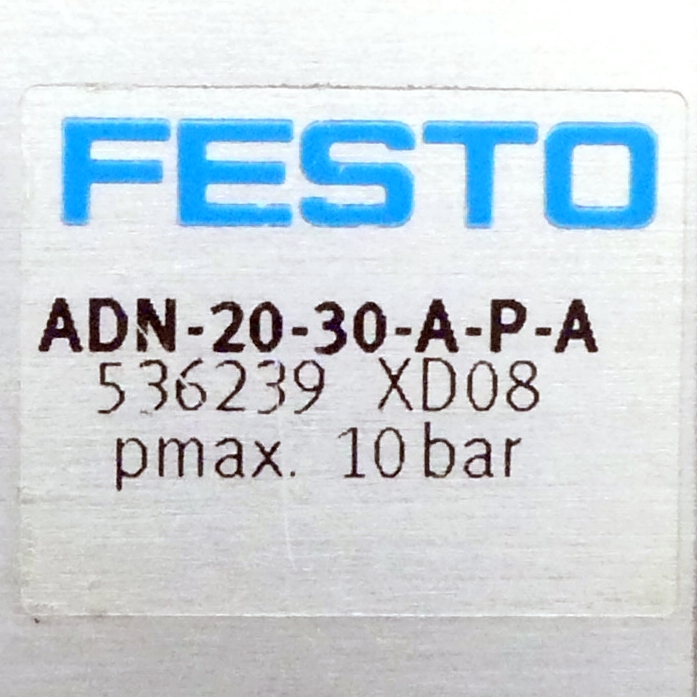 FESTO
ADN-20-30-A-P-A
536239 XD08
pmax. 10 bar